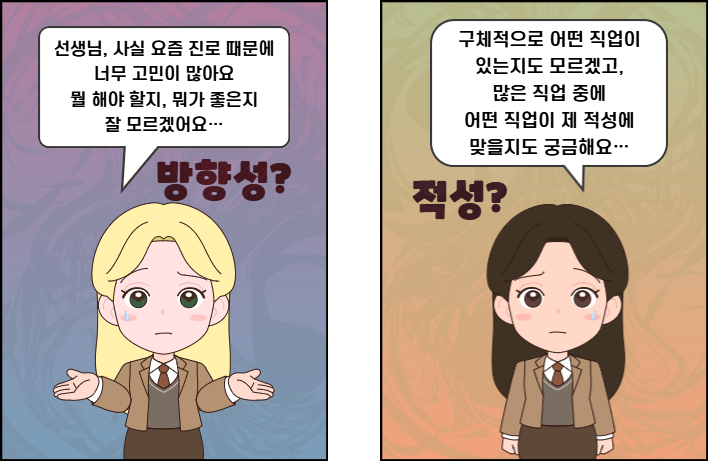 선생님, 사실 요즘 진로 때문에
너무 고민이 많아요
뭘 해야 할지, 뭐가 좋은지
잘 모르겠어요…
방향성?
구체적으로 어떤 직업이
있는지도 모르겠고,
많은 직업 중에
어떤 직업이 제 적성에
맞을지도 궁금해요…
적성?